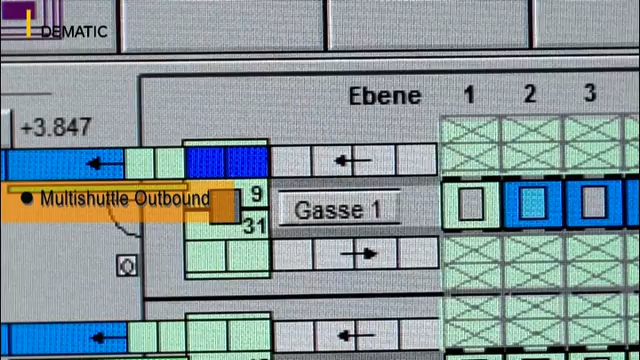 DEMATIC
Ebene 1 2 3
+3.847
Multishuttle Outbound
9
Gasse 1
31